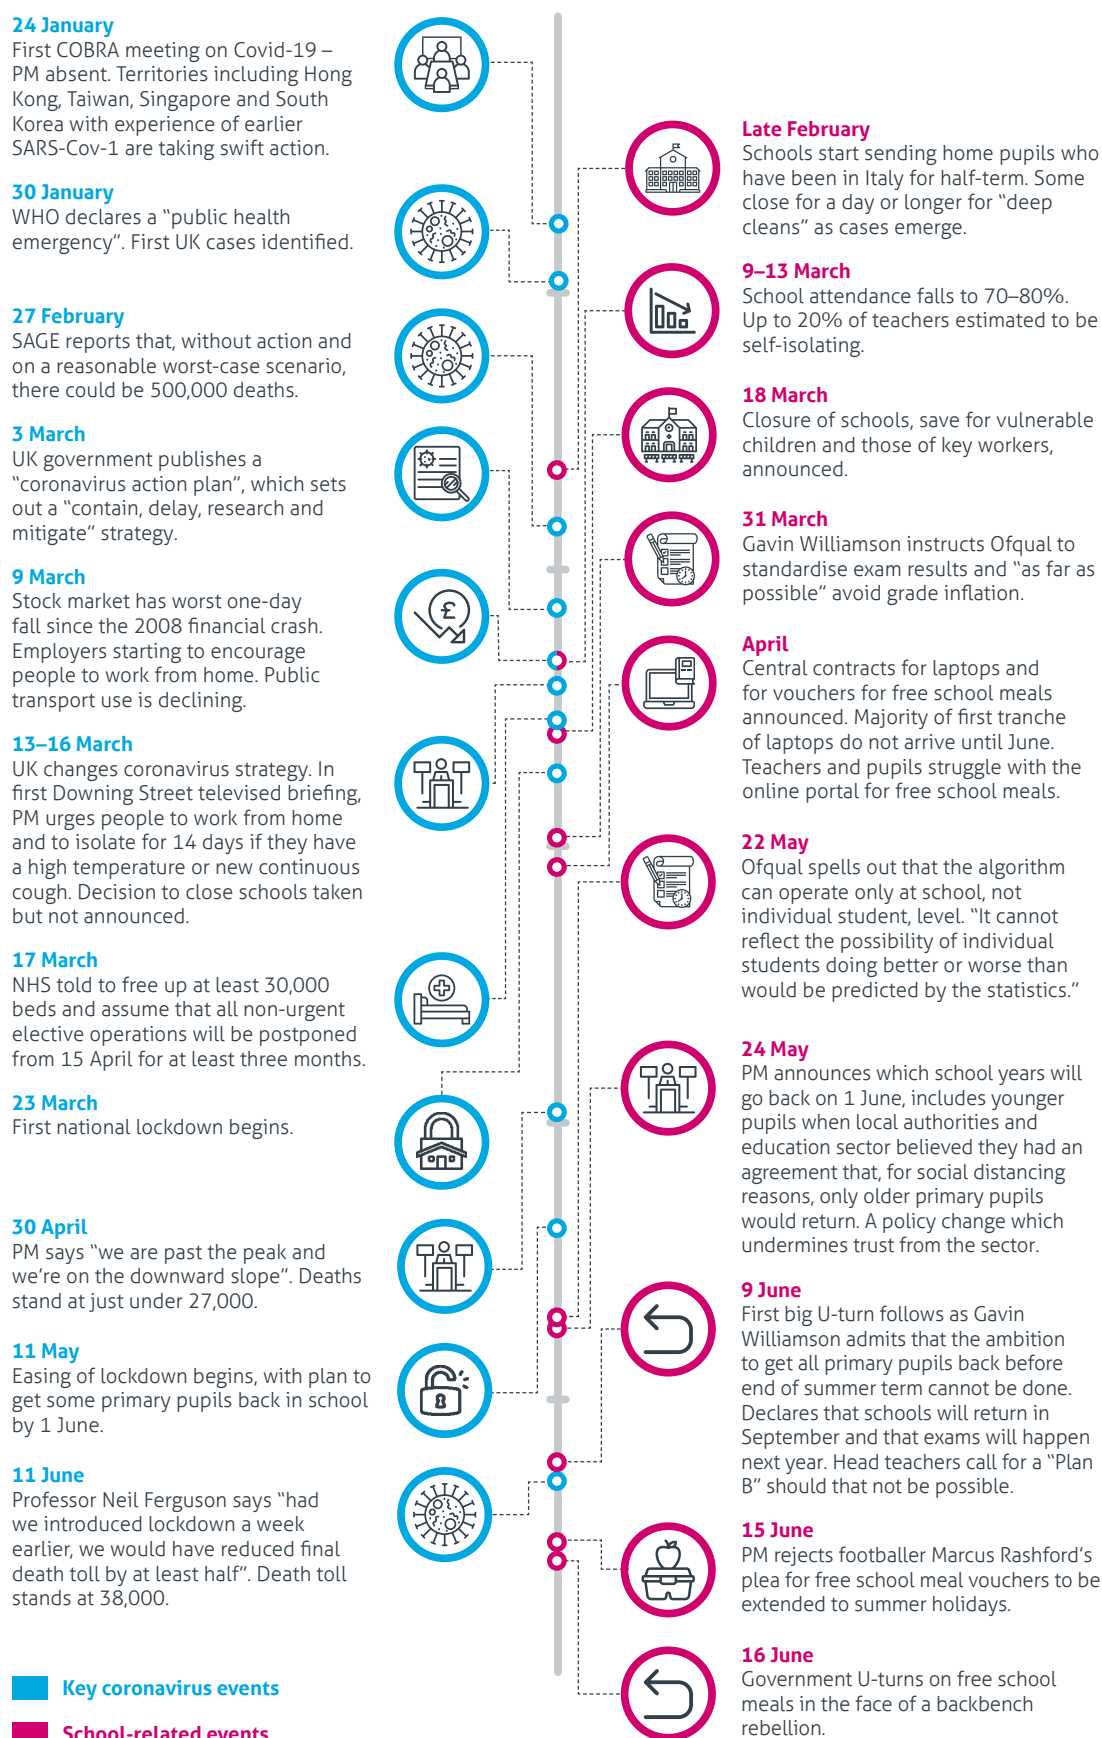 24 January
First COBRA meeting on Covid-19 –
PM absent. Territories including Hong
Kong, Taiwan, Singapore and South
Korea with experience of earlier
SARS-Cov-1 are taking swift action.
30 January
WHO declares a “public health
emergency”. First UK cases identified.
27 February
SAGE reports that, without action and
on a reasonable worst-case scenario,
there could be 500,000 deaths.
3 March
UK government publishes a
“coronavirus action plan”, which sets
out a “contain, delay, research and
mitigate” strategy.
9 March
Stock market has worst one-day
fall since the 2008 financial crash.
Employers starting to encourage
people to work from home. Public
transport use is declining.
13–16 March
UK changes coronavirus strategy. In
first Downing Street televised briefing,
PM urges people to work from home
and to isolate for 14 days if they have
a high temperature or new continuous
cough. Decision to close schools taken
but not announced.
17 March
NHS told to free up at least 30,000
beds and assume that all non-urgent
elective operations will be postponed
from 15 April for at least three months.
23 March
First national lockdown begins.
30 April
PM says “we are past the peak and
we’re on the downward slope”. Deaths
stand at just under 27,000.
11 May
Easing of lockdown begins, with plan to
get some primary pupils back in school
by 1 June.
11 June
Professor Neil Ferguson says “had
we introduced lockdown a week
earlier, we would have reduced final
death toll by at least half”. Death toll
stands at 38,000.
Key coronavirus events
School-related events
£
Late February
Schools start sending home pupils who
have been in Italy for half-term. Some
close for a day or longer for “deep
cleans” as cases emerge.
9–13 March
School attendance falls to 70–80%.
Up to 20% of teachers estimated to be
self-isolating.
18 March
Closure of schools, save for vulnerable
children and those of key workers,
announced.
31 March
Gavin Williamson instructs Ofqual to
standardise exam results and “as far as
possible” avoid grade inflation.
April
Central contracts for laptops and
for vouchers for free school meals
announced. Majority of first tranche
of laptops do not arrive until June.
Teachers and pupils struggle with the
online portal for free school meals.
22 May
Ofqual spells out that the algorithm
can operate only at school, not
individual student, level. “It cannot
reflect the possibility of individual
students doing better or worse than
would be predicted by the statistics.”
24 May
PM announces which school years will
go back on 1 June, includes younger
pupils when local authorities and
education sector believed they had an
agreement that, for social distancing
reasons, only older primary pupils
would return. A policy change which
undermines trust from the sector.
9 June
First big U-turn follows as Gavin
Williamson admits that the ambition
to get all primary pupils back before
end of summer term cannot be done.
Declares that schools will return in
September and that exams will happen
next year. Head teachers call for a “Plan
B” should that not be possible.
15 June
PM rejects footballer Marcus Rashford’s
plea for free school meal vouchers to be
extended to summer holidays.
16 June
Government U-turns on free school
meals in the face of a backbench
rebellion.